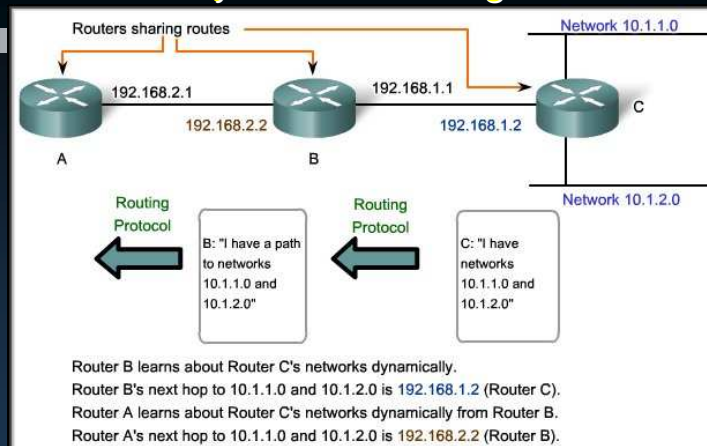 Routers sharing routes
Network 10.1.1.0
192.168.2.1
192.168.1.1
192.168.2.2
192.168.1.2
C
A
B
Network 10.1.2.0
Routing
Protocol
Routing
Protocol
B: "I have a path
to networks
10.1.1.0 and
10.1.2.0"
C: "I have
networks
10.1.1.0 and
10.1.2.0"
Router B learns about Router C's networks dynamically.
Router B's next hop to 10.1.1.0 and 10.1.2.0 is 192.168.1.2 (Router C).
Router A learns about Router C's networks dynamically from Router B.
Router A's next hop to 10.1.1.0 and 10.1.2.0 is 192.168.2.2 (Router B).